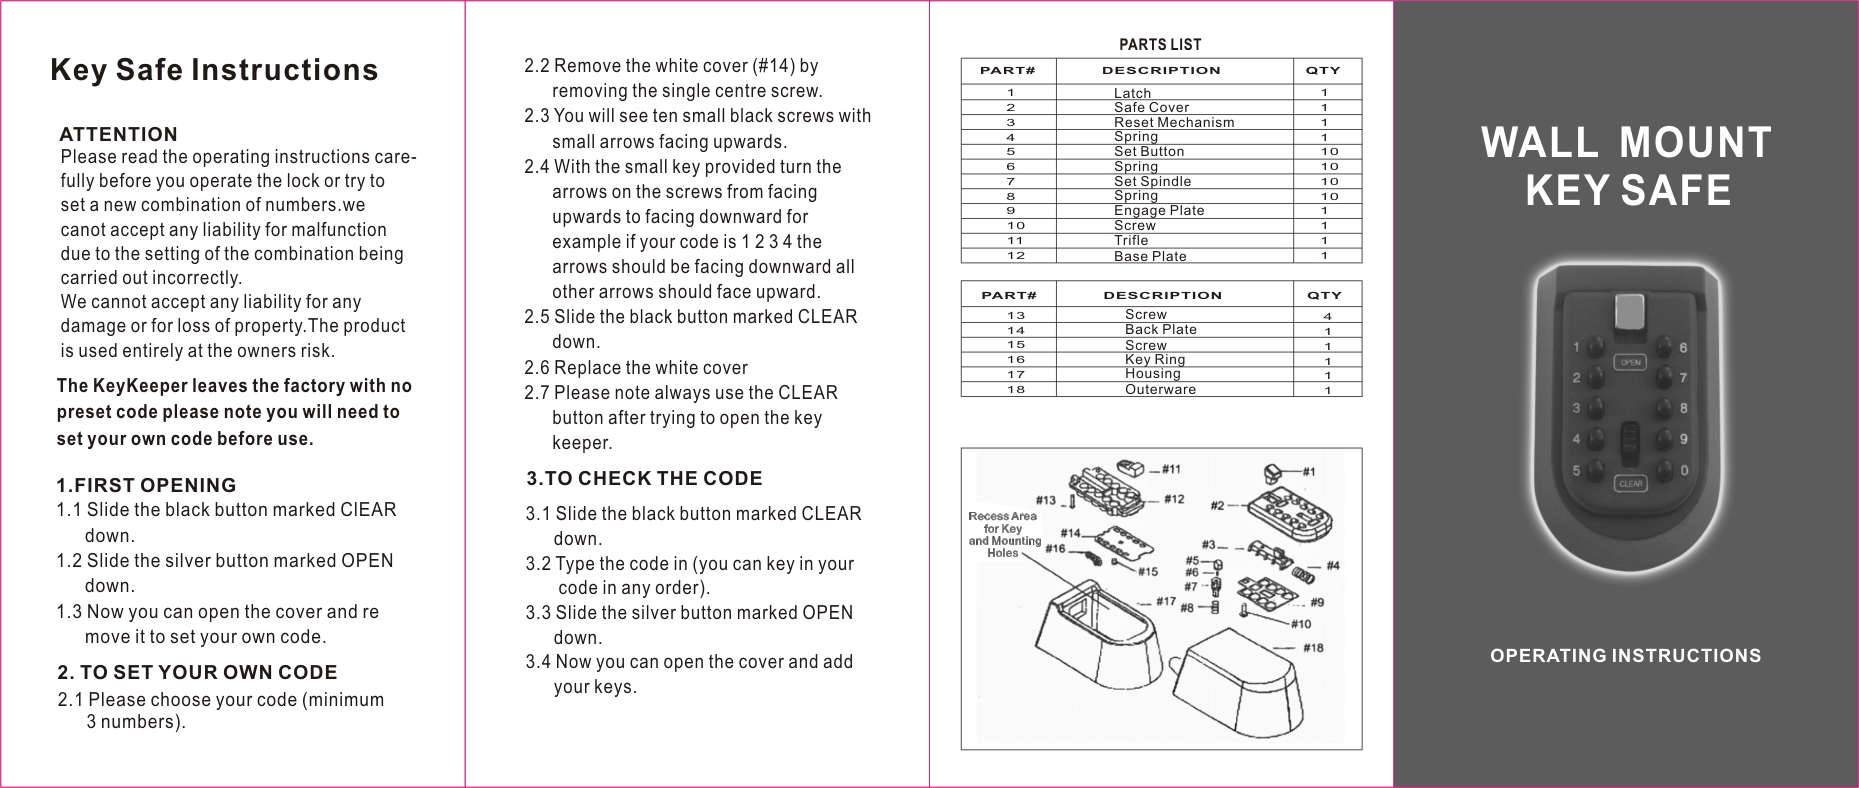 Key Safe Instructions
ATTENTION
Please read the operating instructions care-
fully before you operate the lock or try to
set a new combination of numbers.we
canot accept any liability for malfunction
due to the setting of the combination being
carried out incorrectly.
We cannot accept any liability for any
damage or for loss of property.The product
is used entirely at the owners risk.
The KeyKeeper leaves the factory with no
preset code please note you will need to
set your own code before use.
1.FIRST OPENING
1.1 Slide the black button marked ClEAR
down.
1.2 Slide the silver button marked OPEN
down.
1.3 Now you can open the cover and re
move it to set your own code.
2. TO SET YOUR OWN CODE
2.1 Please choose your code (minimum
3 numbers).
2.2 Remove the white cover (#14) by
removing the single centre screw.
2.3 You will see ten small black screws with
small arrows facing upwards.
2.4 With the small key provided turn the
arrows on the screws from facing
upwards to facing downward for
example if your code is 1 2 3 4 the
arrows should be facing downward all
other arrows should face upward.
2.5 Slide the black button marked CLEAR
down.
2.6 Replace the white cover
2.7 Please note always use the CLEAR
button after trying to open the key
keeper.
3.TO CHECK THE CODE
3.1 Slide the black button marked CLEAR
down.
3.2 Type the code in (you can key in your
code in any order).
3.3 Slide the silver button marked OPEN
down.
3.4 Now you can open the cover and add
your keys.
PARTS LIST
PART# DESCRIPTION QTY
1 Latch 1
2 Safe Cover 1
3 Reset Mechanism 1
4 Spring 1
5 Set Button 10
6 Spring 10
7 Set Spindle 10
8 Spring 10
9 Engage Plate 1
10 Screw 1
11 Trifle 1
12 Base Plate 1
PART# DESCRIPTION QTY
13 Screw 4
14 Back Plate 1
15 Screw 1
16 Key Ring 1
17 Housing 1
18 Outerware 1
#11
#1
#13
#12
#2
Recess Area
for Key
and Mounting
Holes
#14
#16
#15
#3
#5
#6
#4
#7
#8
#17
#9
#10
#18
WALL MOUNT
KEY SAFE
1 6
OPEN
2 7
3 8
4 9
5 0
CLEAR
OPERATING INSTRUCTIONS